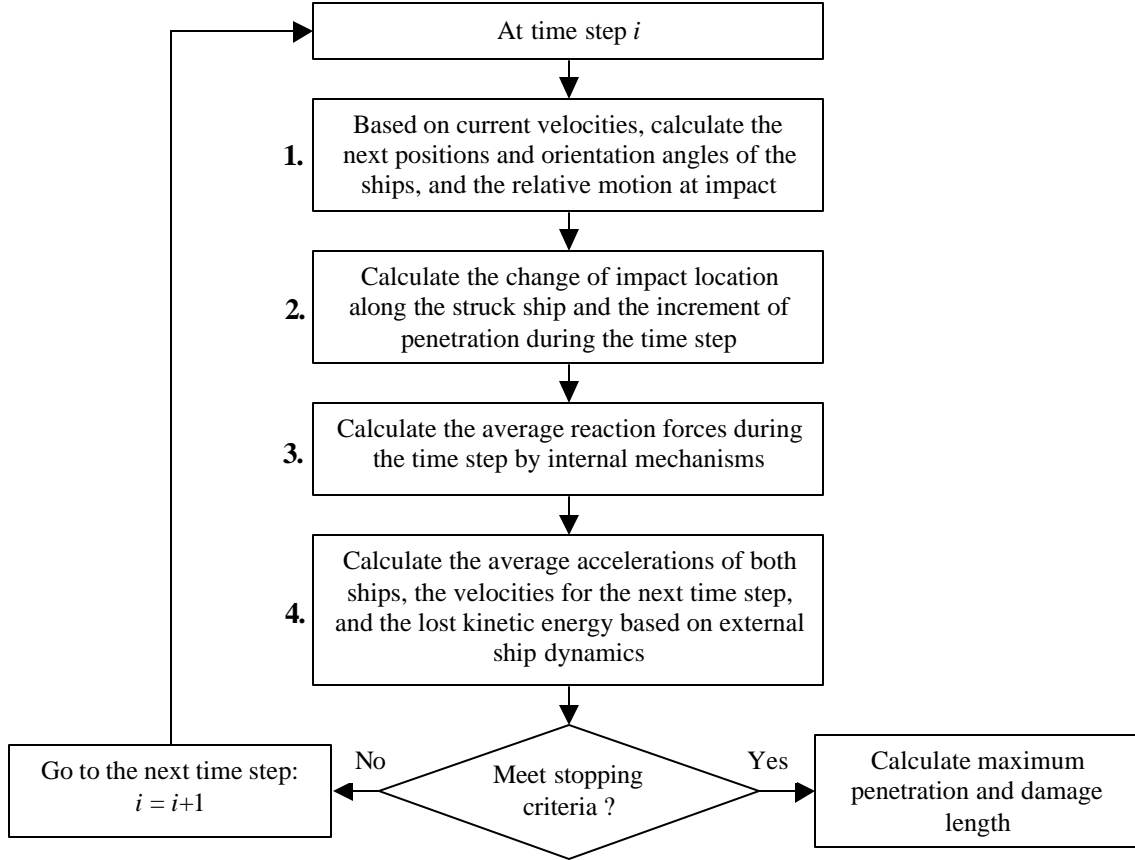 At time step i
1.
Based on current velocities, calculate the
next positions and orientation angles of the
ships, and the relative motion at impact
2.
Calculate the change of impact location
along the struck ship and the increment of
penetration during the time step
3.
Calculate the average reaction forces during
the time step by internal mechanisms
4.
Calculate the average accelerations of both
ships, the velocities for the next time step,
and the lost kinetic energy based on external
ship dynamics
No
Meet stopping
criteria ?
Yes
Go to the next time step:
i = i+1
Calculate maximum
penetration and damage
length